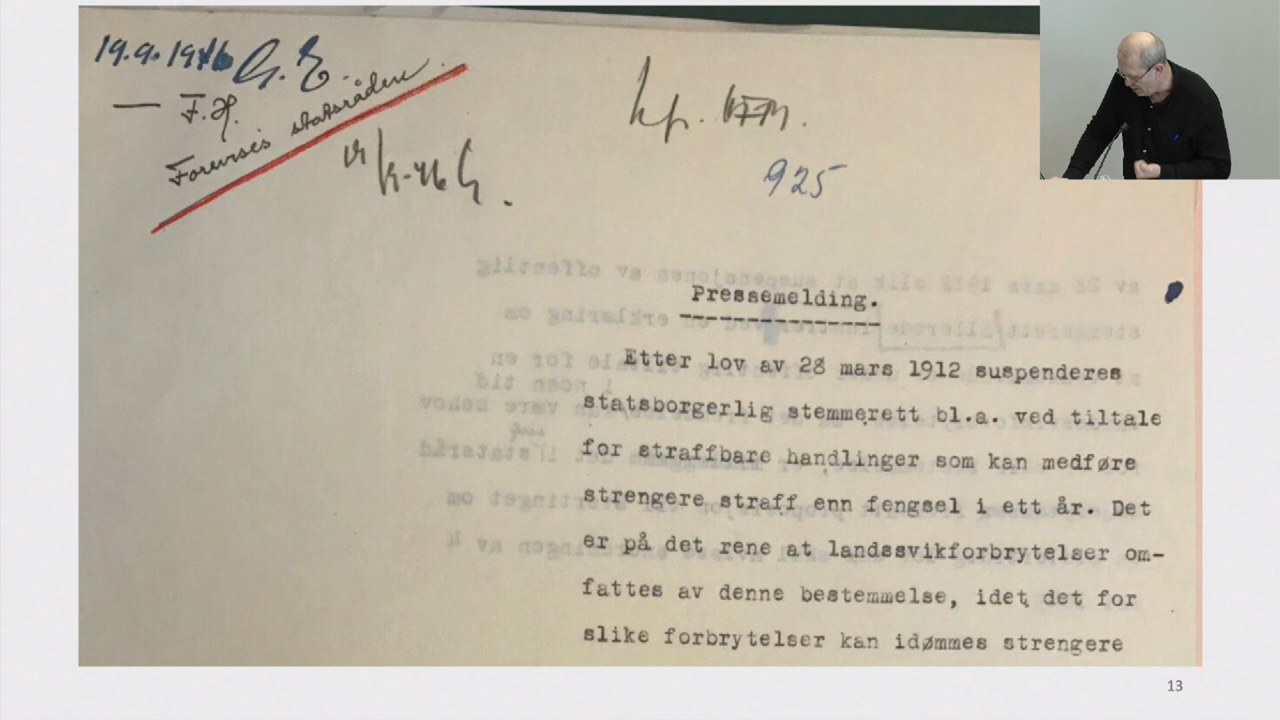 19.9.1946 G. E.
— F. H.
Forevises statsråden
925
Pressemelding.
Etter lov av 28 mars 1912 suspenderes
statsborgerlig stemmerett bl.a. ved tiltale
for straffbare handlinger som kan medføre
strengere straff enn fengsel i ett år. Det
er på det rene at landssvikforbrytelser om-
fattes av denne bestemmelse, idet det for
slike forbrytelser kan idømmes strengere
13